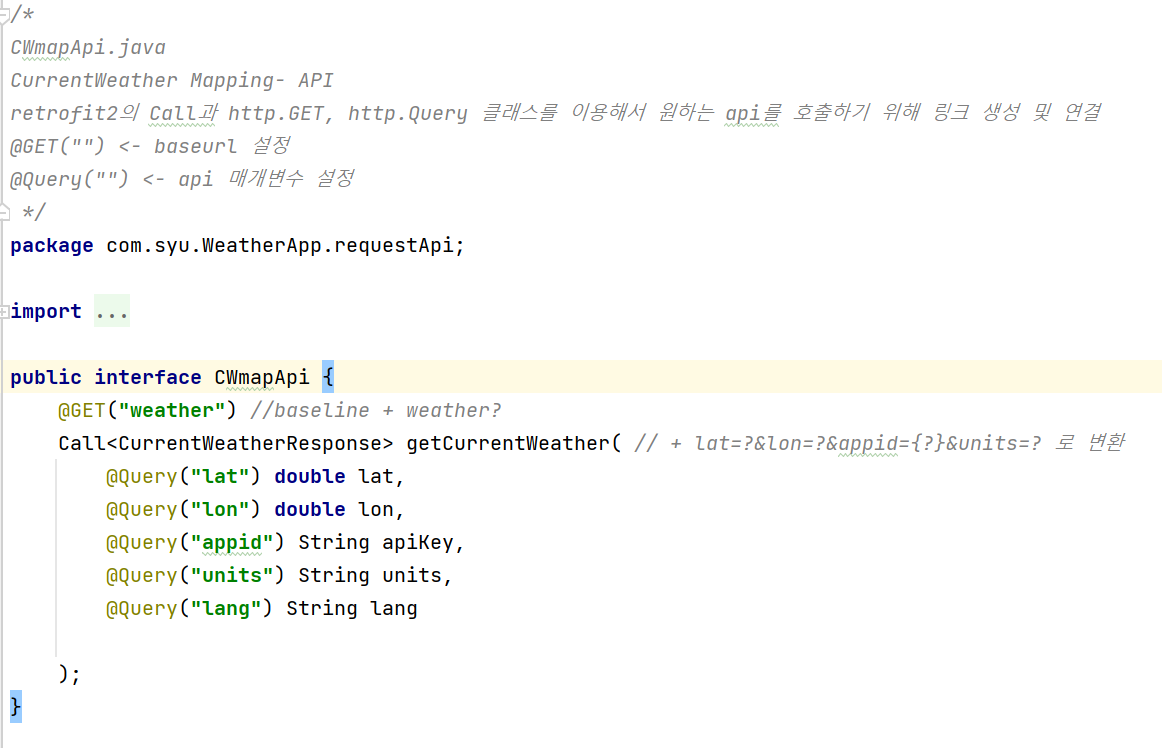 /*
CWmapApi.java
CurrentWeather Mapping- API
retrofit2의 Call과 http.GET, http.Query 클래스를 이용해서 원하는 api를 호출하기 위해 링크 생성 및 연결
@GET("") <- baseurl 설정
@Query("") <- api 매개변수 설정
*/
package com.syu.WeatherApp.requestApi;
import ...
public interface CWmapApi {
@GET("weather") //baseline + weather?
Call<CurrentWeatherResponse> getCurrentWeather( // + lat=?&lon=?&appid={?}&units=? 로 변환
@Query("lat") double lat,
@Query("lon") double lon,
@Query("appid") String apiKey,
@Query("units") String units,
@Query("lang") String lang
);
}